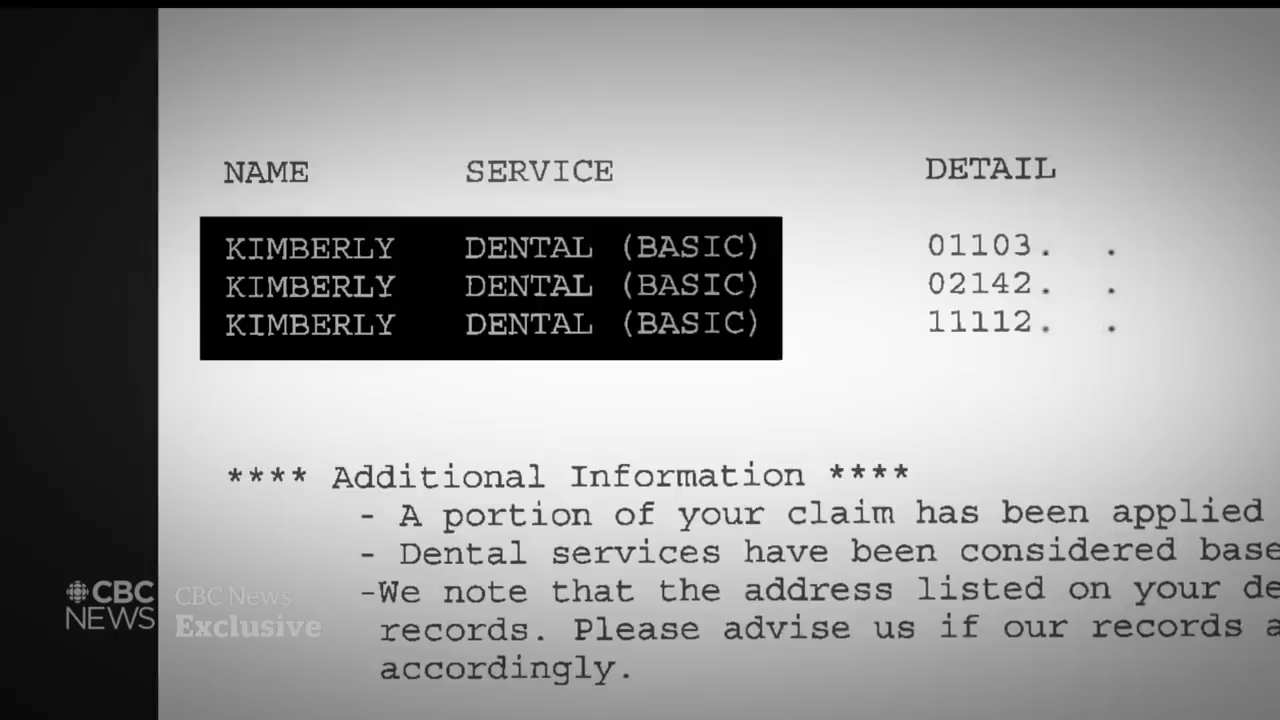 NAME SERVICE DETAIL
KIMBERLY DENTAL (BASIC) 01103. .
KIMBERLY DENTAL (BASIC) 02142. .
KIMBERLY DENTAL (BASIC) 11112. .
**** Additional Information ****
- A portion of your claim has been applied
- Dental services have been considered base
-We note that the address listed on your de
records. Please advise us if our records a
accordingly.
CBC
NEWS
CBC News
Exclusive